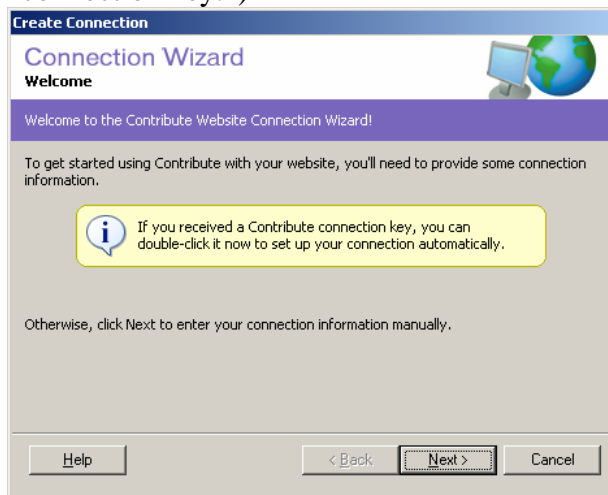 Create Connection
Connection Wizard
Welcome
Welcome to the Contribute Website Connection Wizard!
To get started using Contribute with your website, you'll need to provide some connection
information.
If you received a Contribute connection key, you can
double-click it now to set up your connection automatically.
Otherwise, click Next to enter your connection information manually.
Help
< Back
Next >
Cancel